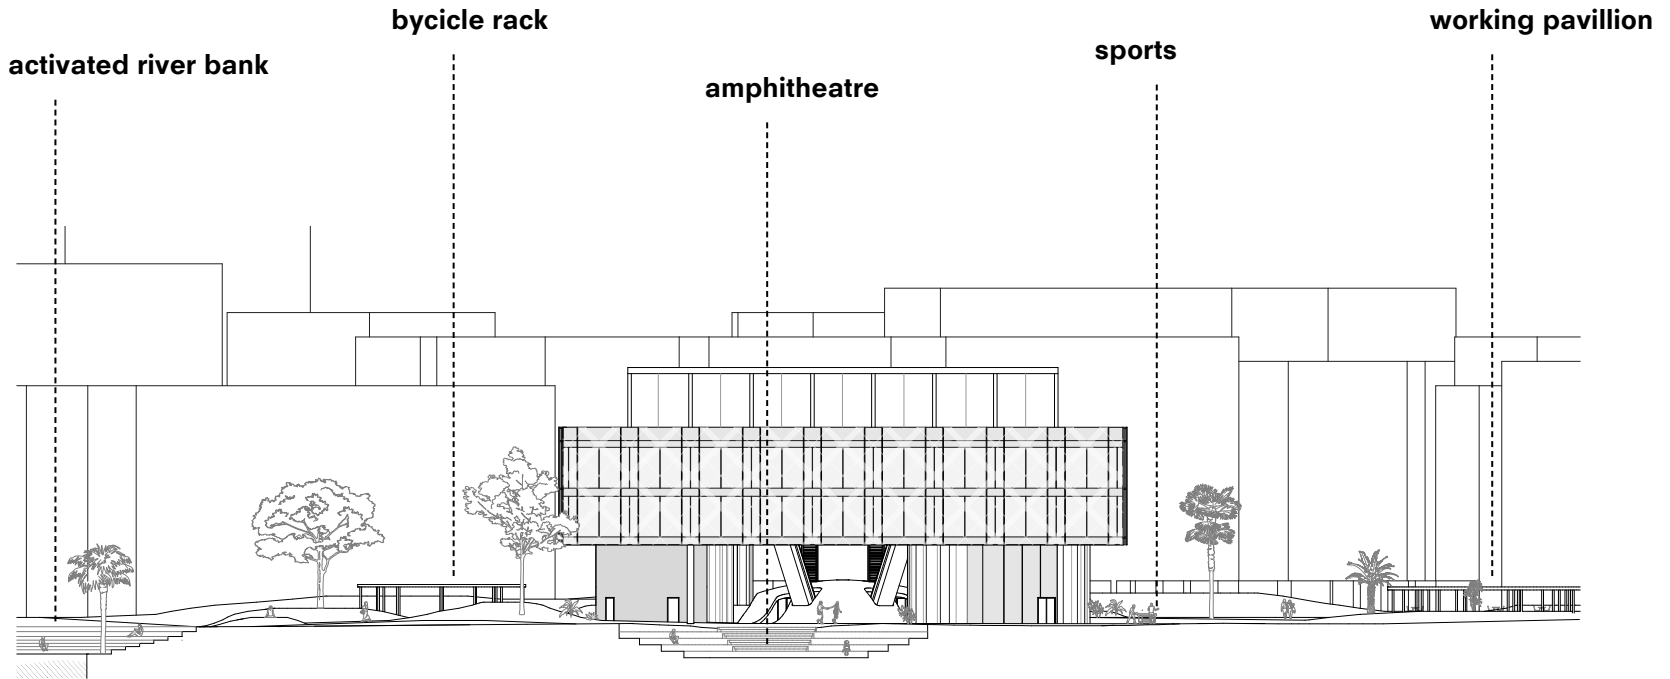 activated river bank
bycicle rack
amphitheatre
sports
working pavillion